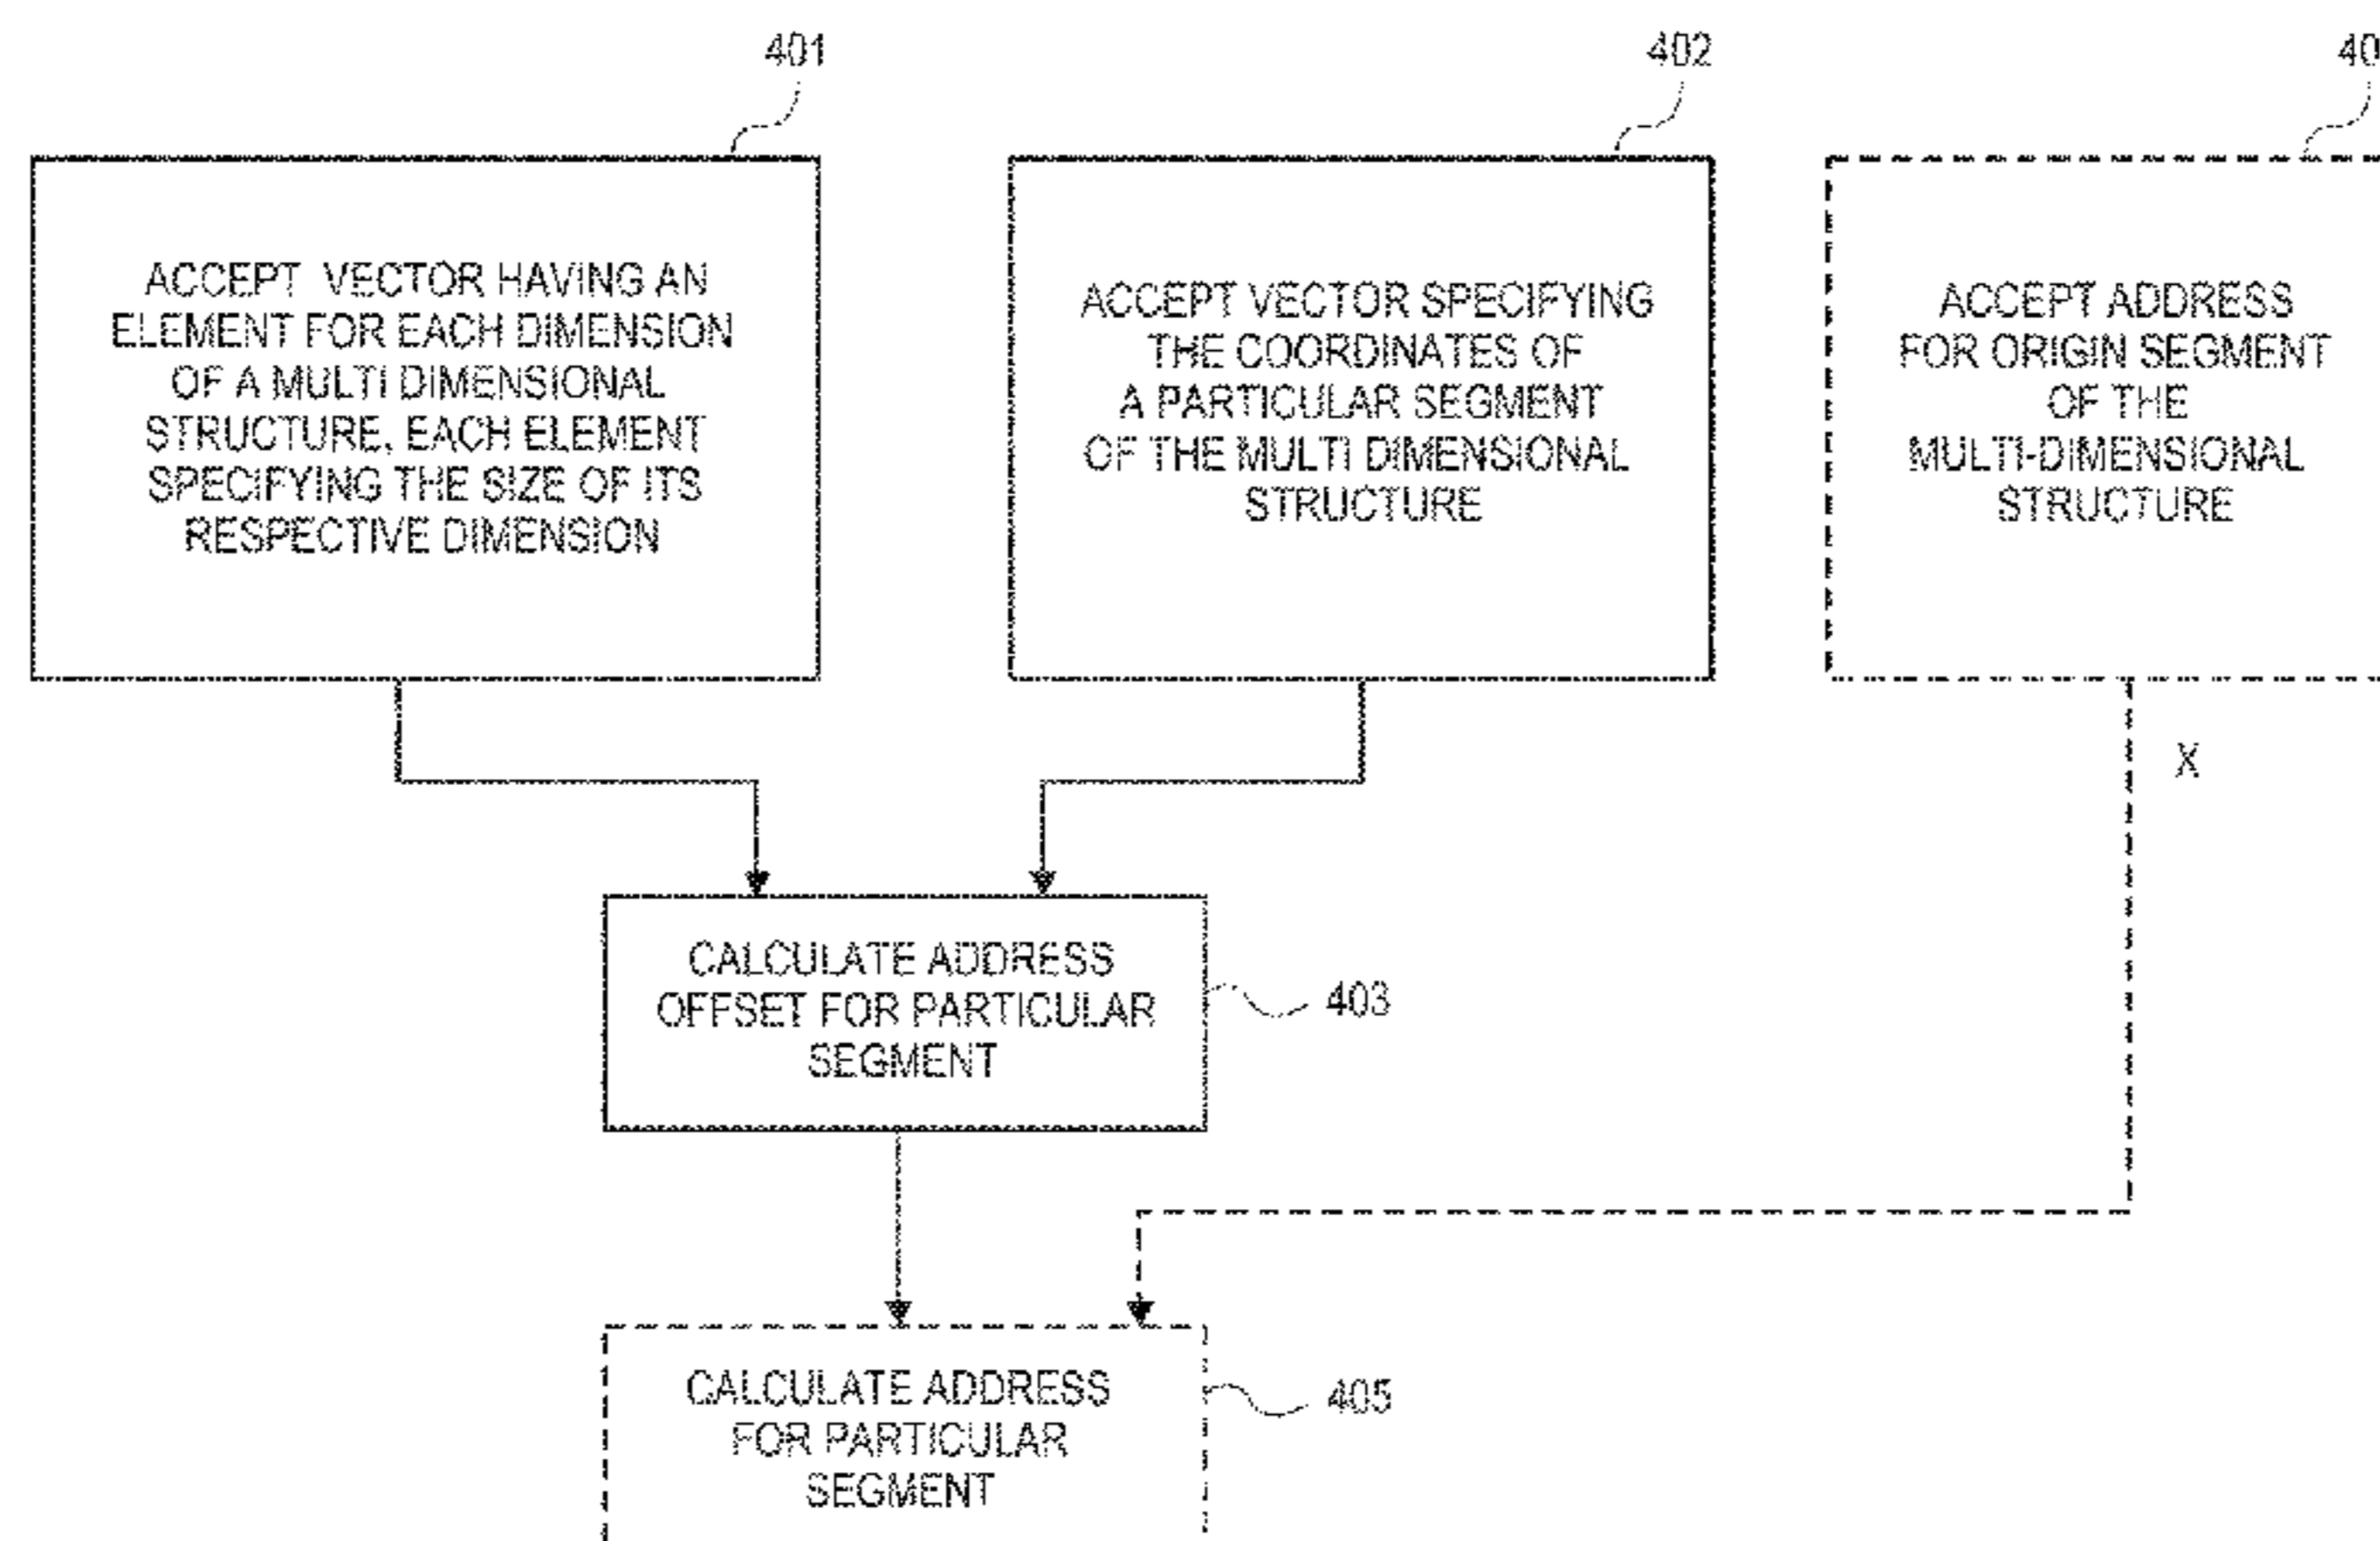 401
402
40
ACCEPT VECTOR HAVING AN
ELEMENT FOR EACH DIMENSION
OF A MULTI DIMENSIONAL
STRUCTURE, EACH ELEMENT
SPECIFYING THE SIZE OF ITS
RESPECTIVE DIMENSION
ACCEPT VECTOR SPECIFYING
THE COORDINATES OF
A PARTICULAR SEGMENT
OF THE MULTI DIMENSIONAL
STRUCTURE
ACCEPT ADDRESS
FOR ORIGIN SEGMENT
OF THE
MULTI-DIMENSIONAL
STRUCTURE
X
CALCULATE ADDRESS
OFFSET FOR PARTICULAR
SEGMENT
403
CALCULATE ADDRESS
FOR PARTICULAR
SEGMENT
405